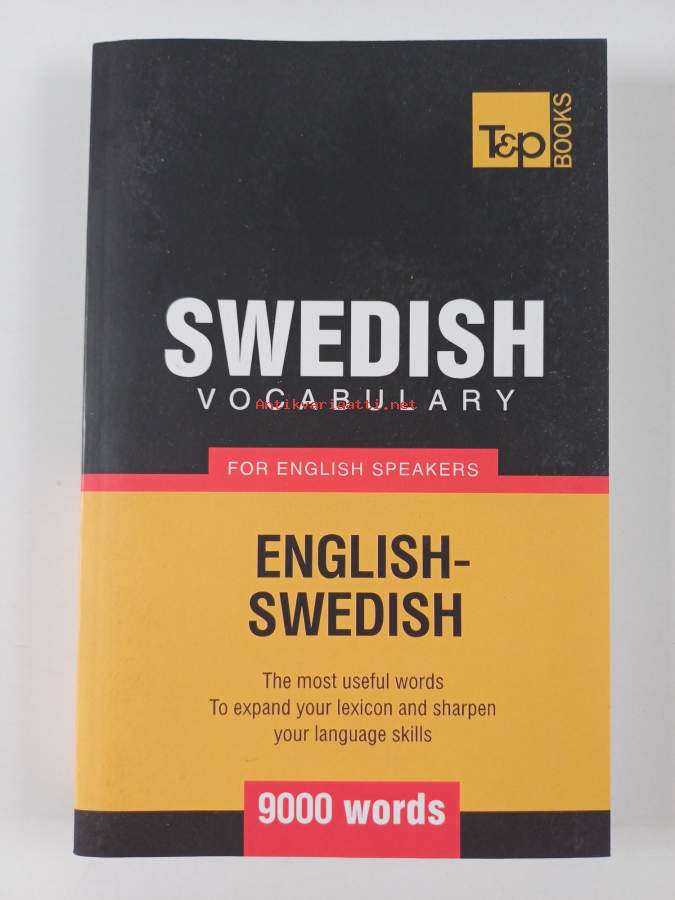 T&P
BOOKS
SWEDISH
VOCABULARY
Antikvariaatti.net
FOR ENGLISH SPEAKERS
ENGLISH-
SWEDISH
The most useful words
To expand your lexicon and sharpen
your language skills
9000 words